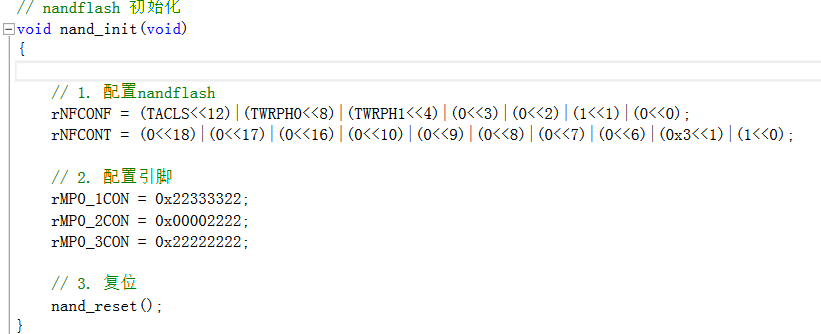 // nandflash 初始化
void nand_init(void)
{
// 1. 配置nandflash
rNFCONF = (TACLS<<12)|(TWRPH0<<8)|(TWRPH1<<4)|(0<<3)|(0<<2)|(1<<1)|(0<<0);
rNFCONT = (0<<18)|(0<<17)|(0<<16)|(0<<10)|(0<<9)|(0<<8)|(0<<7)|(0<<6)|(0x3<<1)|(1<<0);
// 2. 配置引脚
rMP0_1CON = 0x22333322;
rMP0_2CON = 0x00002222;
rMP0_3CON = 0x22222222;
// 3. 复位
nand_reset();
}